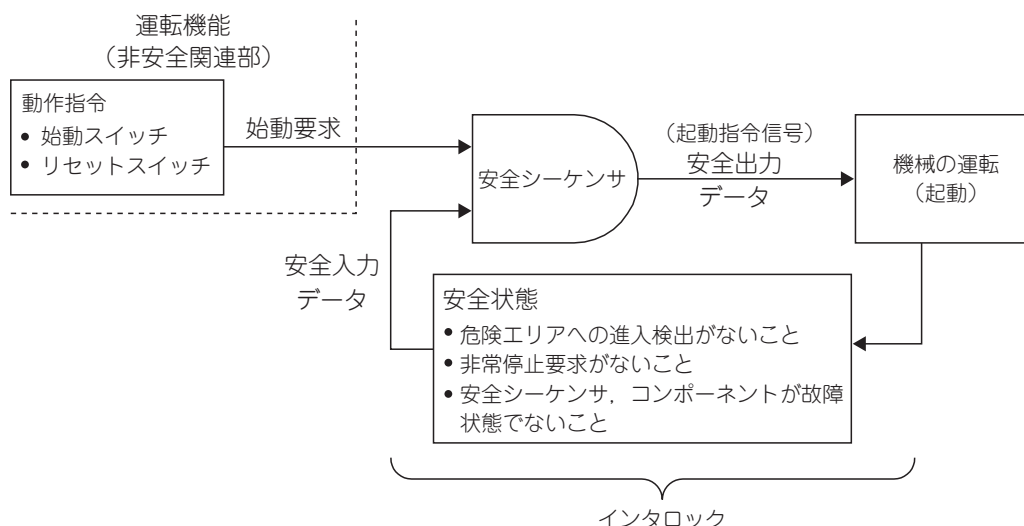 運転機能
（非安全関連部）
動作指令
• 始動スイッチ
• リセットスイッチ
始動要求
安全シーケンサ
（起動指令信号）
安全出力
データ
機械の運転
（起動）
安全入力
データ
安全状態
• 危険エリアへの進入検出がないこと
• 非常停止要求がないこと
• 安全シーケンサ，コンポーネントが故障
状態でないこと
インタロック